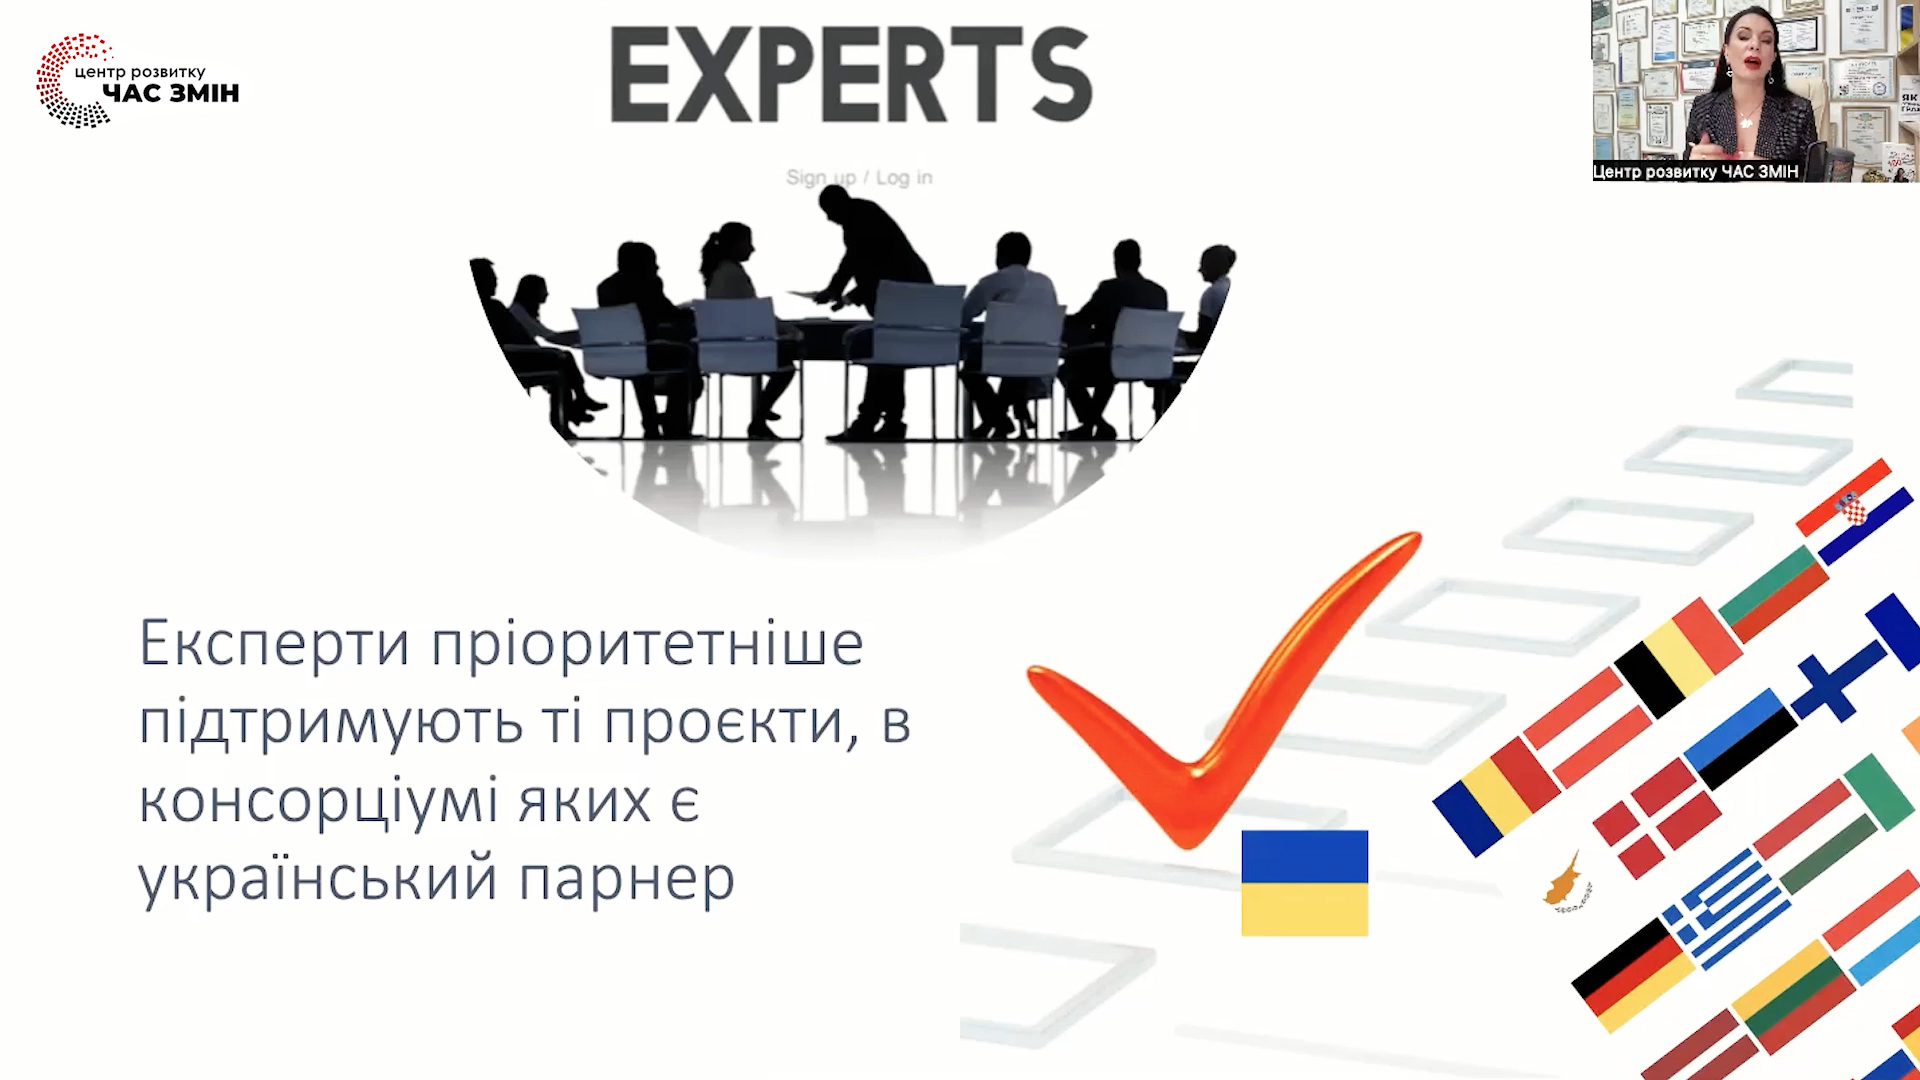 центр розвитку
ЧАС ЗМІН
EXPERTS
Sign up / Log in
Центр розвитку ЧАС ЗМІН
Експерти пріоритетніше
підтримують ті проєкти, в
консорціумі яких є
український парнер